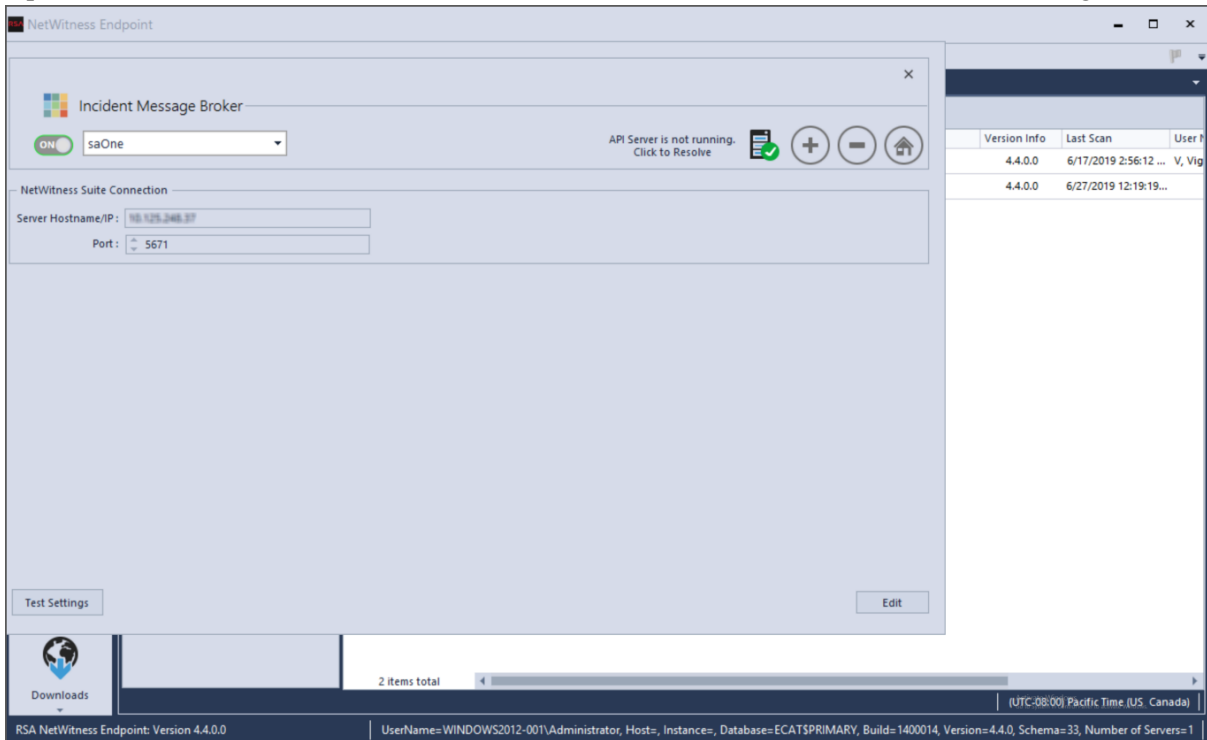 RSA NetWitness Endpoint
Incident Message Broker
ON saOne
API Server is not running.
Click to Resolve
NetWitness Suite Connection
Server Hostname/IP :
Port : 5671
Version Info Last Scan User
4.4.0.0 6/17/2019 2:56:12 ... V, Vig
4.4.0.0 6/27/2019 12:19:19...
Test Settings
Edit
Downloads
2 items total
(UTC-08:00) Pacific Time (US Canada)
RSA NetWitness Endpoint: Version 4.4.0.0
UserName=WINDOWS2012-001\Administrator, Host=, Instance=, Database=ECAT$PRIMARY, Build=1400014, Version=4.4.0, Schema=33, Number of Servers=1